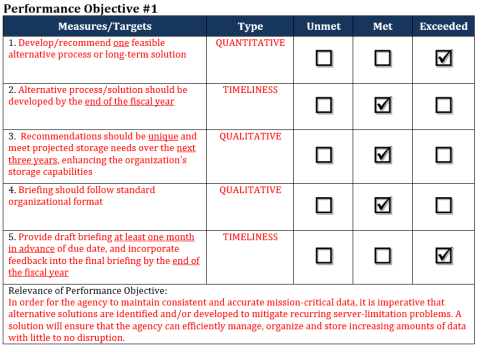 Performance Objective #1
Measures/Targets Type Unmet Met Exceeded
1. Develop/recommend one feasible QUANTITATIVE
alternative process or long-term solution
2. Alternative process/solution should be TIMELINESS
developed by the end of the fiscal year
3. Recommendations should be unique and QUALITATIVE
meet projected storage needs over the next
three years, enhancing the organization's
storage capabilities
4. Briefing should follow standard QUALITATIVE
organizational format
5. Provide draft briefing at least one month TIMELINESS
in advance of due date, and incorporate
feedback into the final briefing by the end of
the fiscal year
Relevance of Performance Objective:
In order for the agency to maintain consistent and accurate mission-critical data, it is imperative that
alternative solutions are identified and/or developed to mitigate recurring server-limitation problems. A
solution will ensure that the agency can efficiently manage, organize and store increasing amounts of data
with little to no disruption.